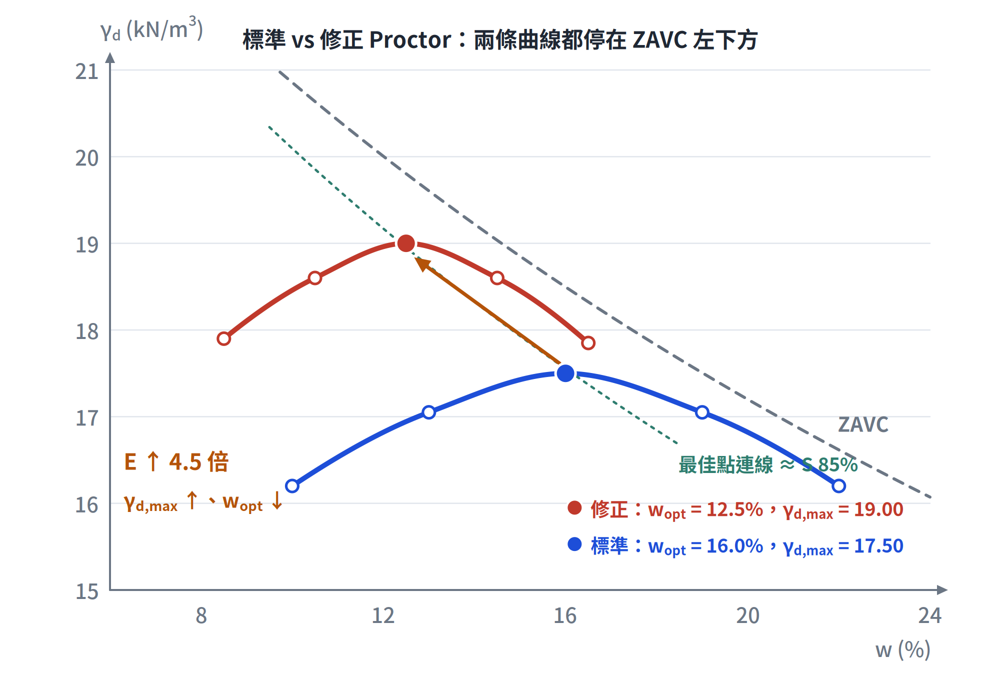 γd (kN/m3)
標準 vs 修正 Proctor：兩條曲線都停在 ZAVC 左下方
21
20
19
18
17
16
15
ZAVC
E ↑ 4.5 倍
最佳點連線 ≈ S 85%
γd,max ↑、wopt ↓
修正：wopt = 12.5%，γd,max = 19.00
標準：wopt = 16.0%，γd,max = 17.50
8 12 16 20 24
w (%)